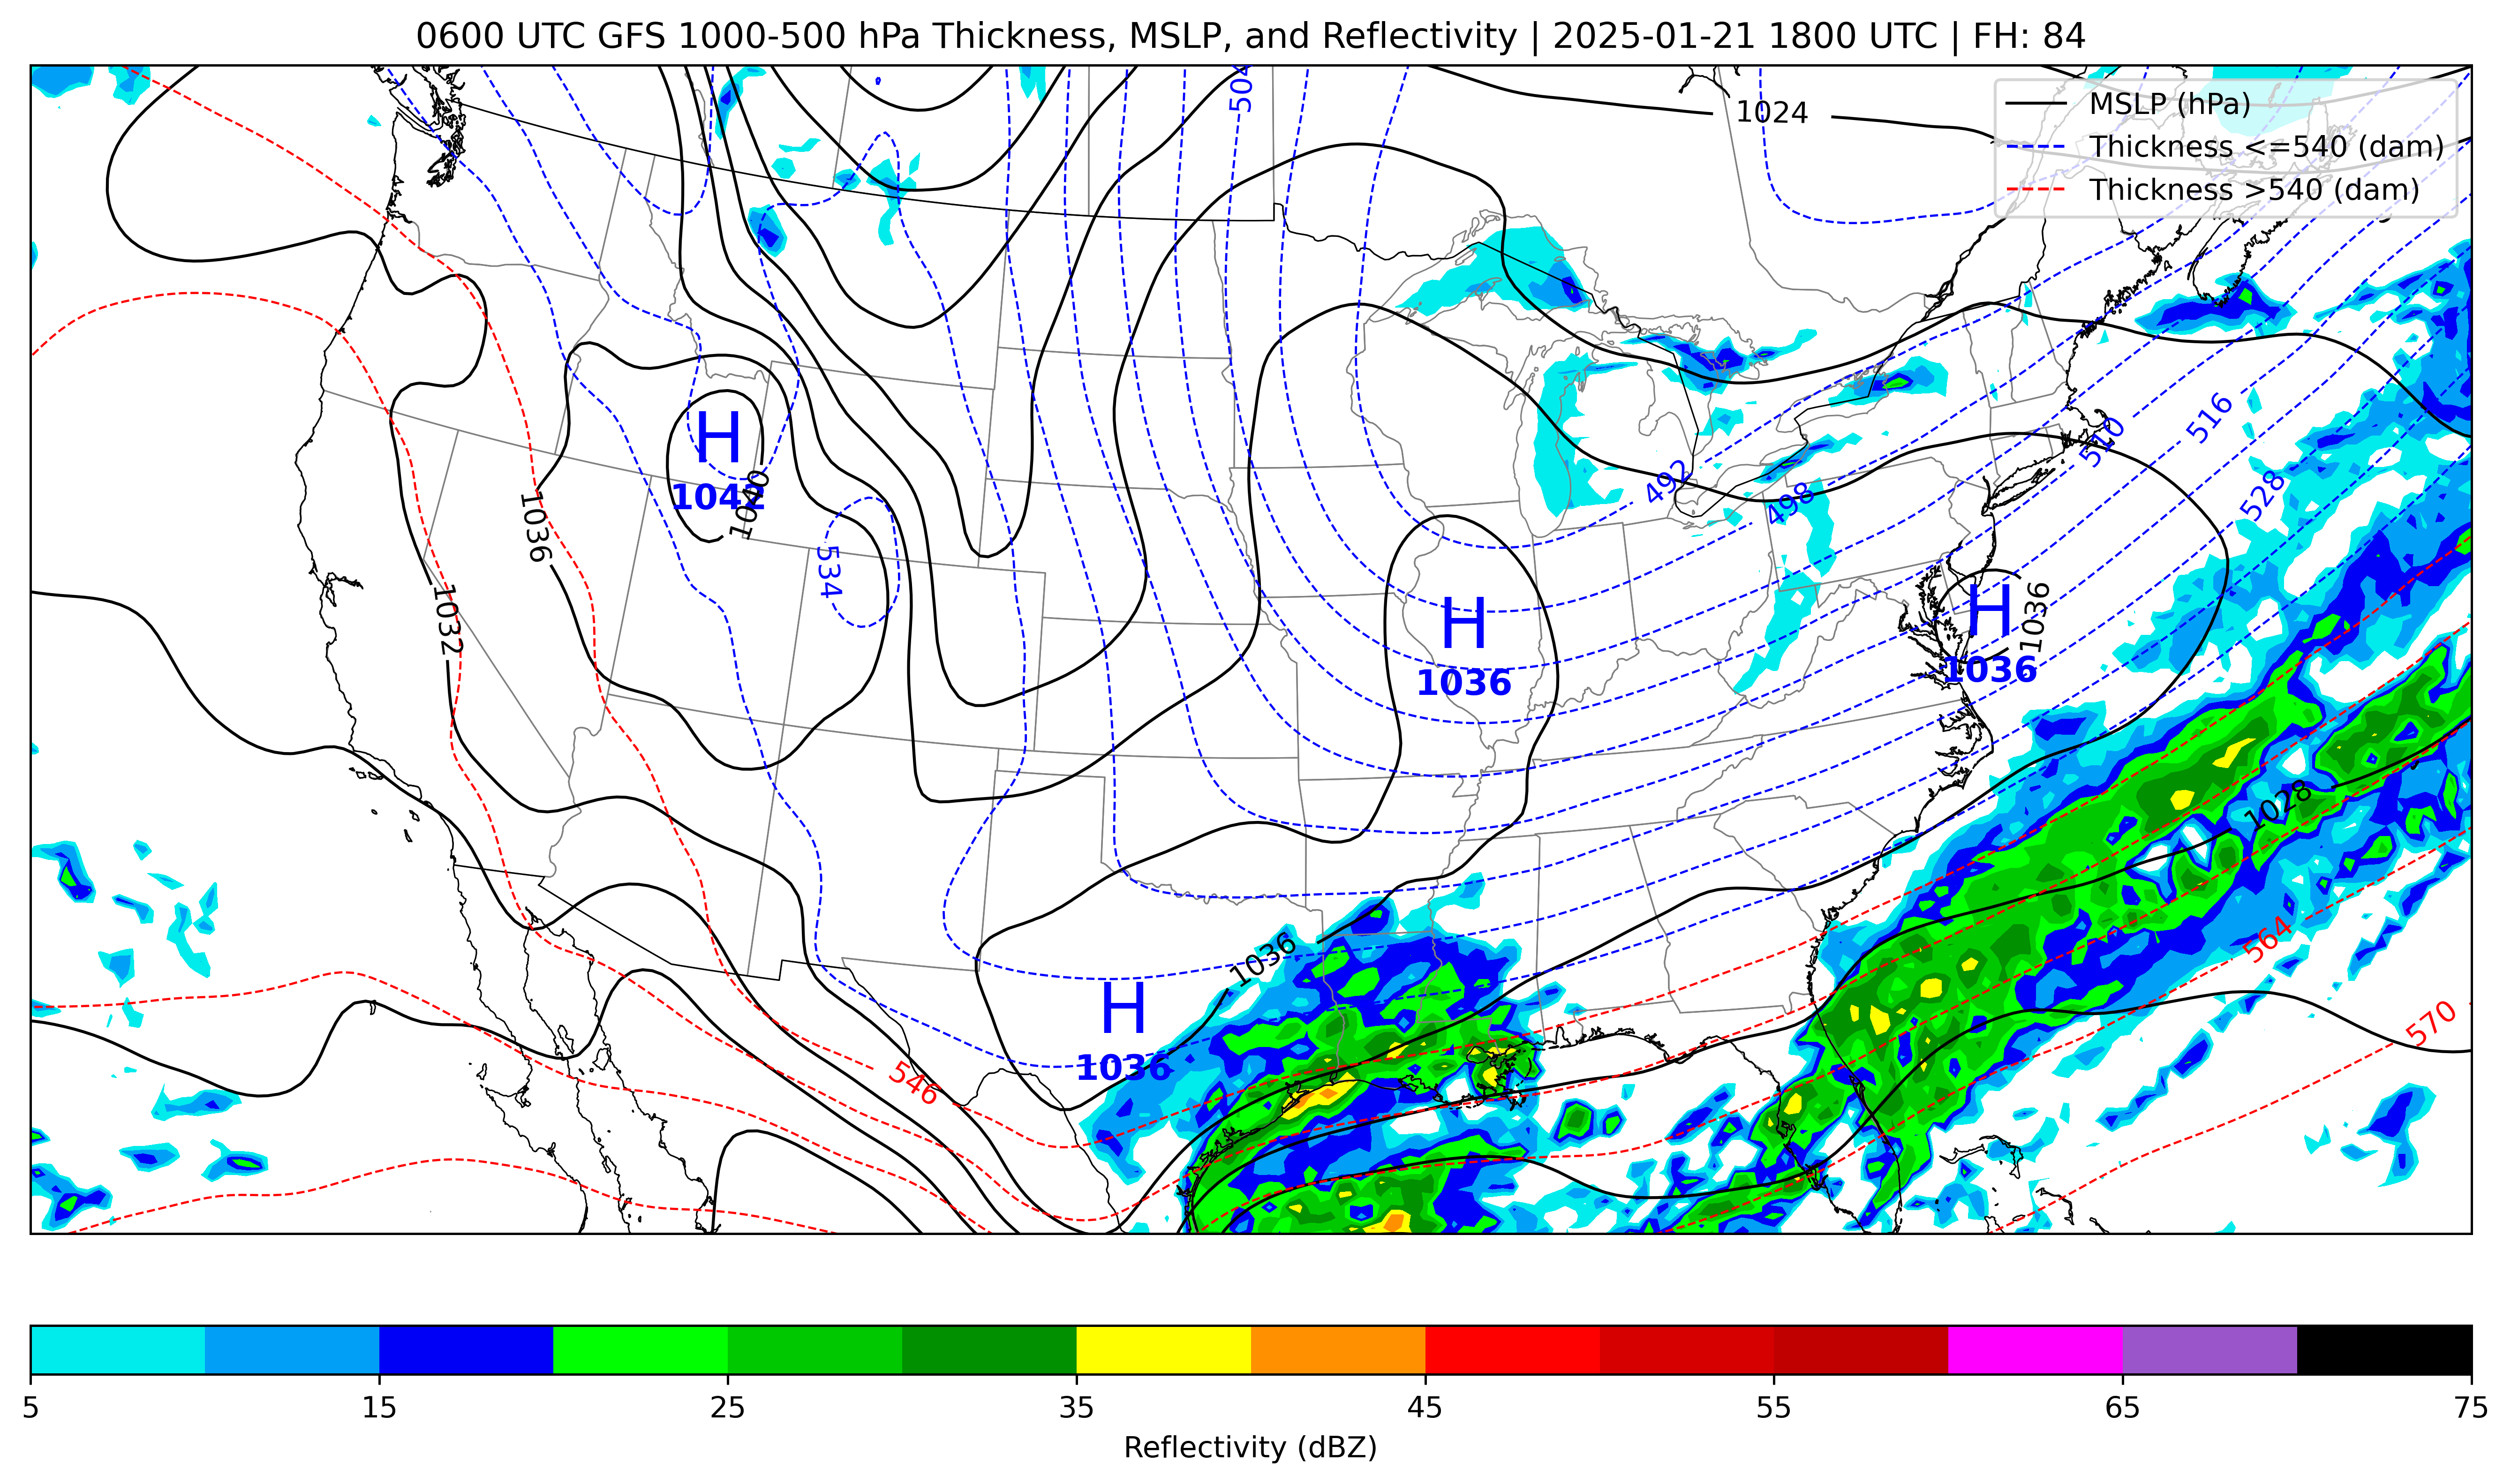 0600 UTC GFS 1000-500 hPa Thickness, MSLP, and Reflectivity | 2025-01-21 1800 UTC | FH: 84
504
1024
MSLP (hPa)
Thickness <=540 (dam)
Thickness >540 (dam)
H
1042
1040
1036
534
1032
492
498
510
516
528
H
1036
H
1036
1036
1028
1036
H
1036
546
564
570
5 15 25 35 45 55 65 75
Reflectivity (dBZ)